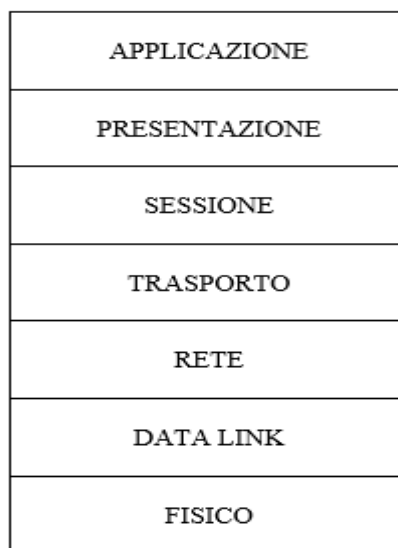 APPLICAZIONE
PRESENTAZIONE
SESSIONE
TRASPORTO
RETE
DATA LINK
FISICO